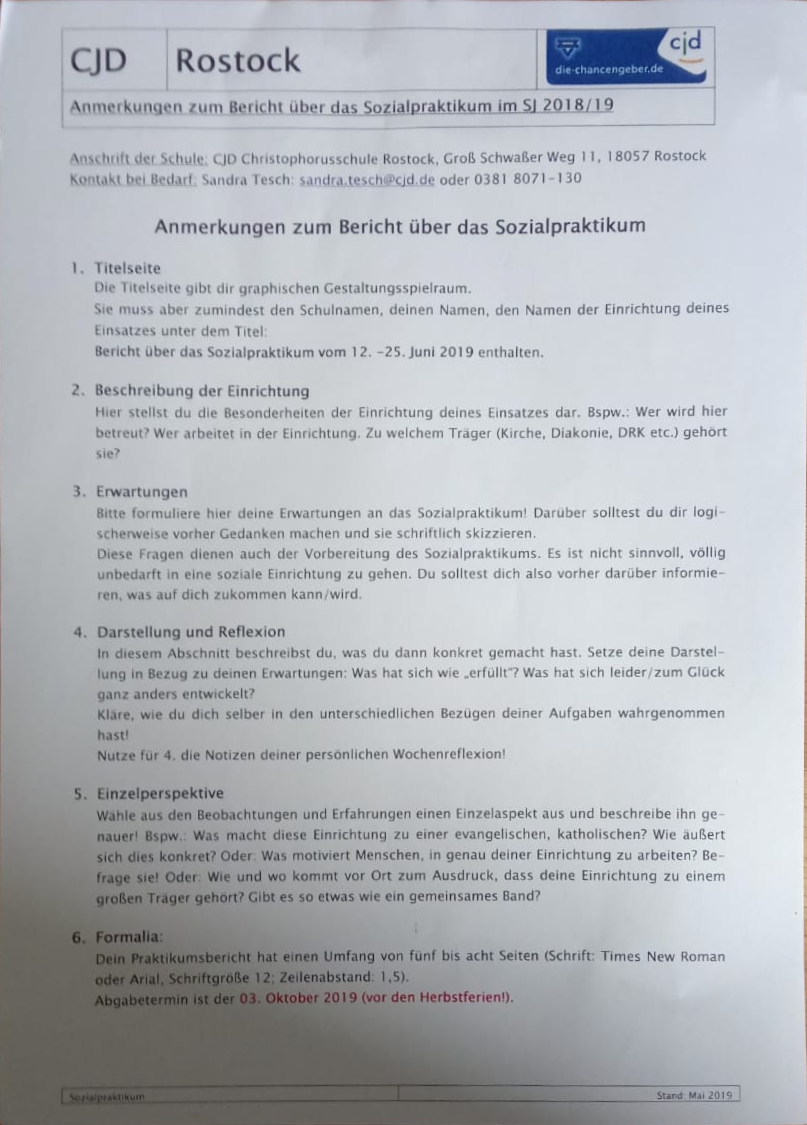 CJD Rostock
cjd
die-chancengeber.de
Anmerkungen zum Bericht über das Sozialpraktikum im SJ 2018/19
Anschrift der Schule: CJD Christophorusschule Rostock, Groß Schwaßer Weg 11, 18057 Rostock
Kontakt bei Bedarf: Sandra Tesch: sandra.tesch@cjd.de oder 0381 8071-130
Anmerkungen zum Bericht über das Sozialpraktikum
1. Titelseite
Die Titelseite gibt dir graphischen Gestaltungsspielraum.
Sie muss aber zumindest den Schulnamen, deinen Namen, den Namen der Einrichtung deines
Einsatzes unter dem Titel:
Bericht über das Sozialpraktikum vom 12. -25. Juni 2019 enthalten.
2. Beschreibung der Einrichtung
Hier stellst du die Besonderheiten der Einrichtung deines Einsatzes dar. Bspw.: Wer wird hier
betreut? Wer arbeitet in der Einrichtung. Zu welchem Träger (Kirche, Diakonie, DRK etc.) gehört
sie?
3. Erwartungen
Bitte formuliere hier deine Erwartungen an das Sozialpraktikum! Darüber solltest du dir logi-
scherweise vorher Gedanken machen und sie schriftlich skizzieren.
Diese Fragen dienen auch der Vorbereitung des Sozialpraktikums. Es ist nicht sinnvoll, völlig
unbedarft in eine soziale Einrichtung zu gehen. Du solltest dich also vorher darüber informie-
ren, was auf dich zukommen kann/wird.
4. Darstellung und Reflexion
In diesem Abschnitt beschreibst du, was du dann konkret gemacht hast. Setze deine Darstel-
lung in Bezug zu deinen Erwartungen: Was hat sich wie „erfüllt“? Was hat sich leider/zum Glück
ganz anders entwickelt?
Kläre, wie du dich selber in den unterschiedlichen Bezügen deiner Aufgaben wahrgenommen
hast!
Nutze für 4. die Notizen deiner persönlichen Wochenreflexion!
5. Einzelperspektive
Wähle aus den Beobachtungen und Erfahrungen einen Einzelaspekt aus und beschreibe ihn ge-
nauer! Bspw.: Was macht diese Einrichtung zu einer evangelischen, katholischen? Wie äußert
sich dies konkret? Oder: Was motiviert Menschen, in genau deiner Einrichtung zu arbeiten? Be-
frage sie! Oder: Wie und wo kommt vor Ort zum Ausdruck, dass deine Einrichtung zu einem
großen Träger gehört? Gibt es so etwas wie ein gemeinsames Band?
6. Formalia:
Dein Praktikumsbericht hat einen Umfang von fünf bis acht Seiten (Schrift: Times New Roman
oder Arial, Schriftgröße 12; Zeilenabstand: 1,5).
Abgabetermin ist der 03. Oktober 2019 (vor den Herbstferien!).
Sozialpraktikum
Stand: Mai 2019